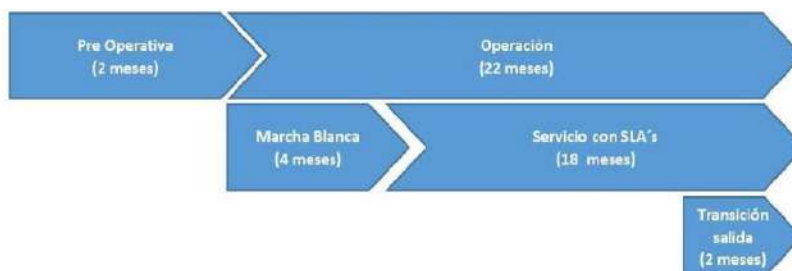 Pre Operativa
(2 meses)
Operación
(22 meses)
Marcha Blanca
(4 meses)
Servicio con SLA´s
(18 meses)
Transición
salida
(2 meses)